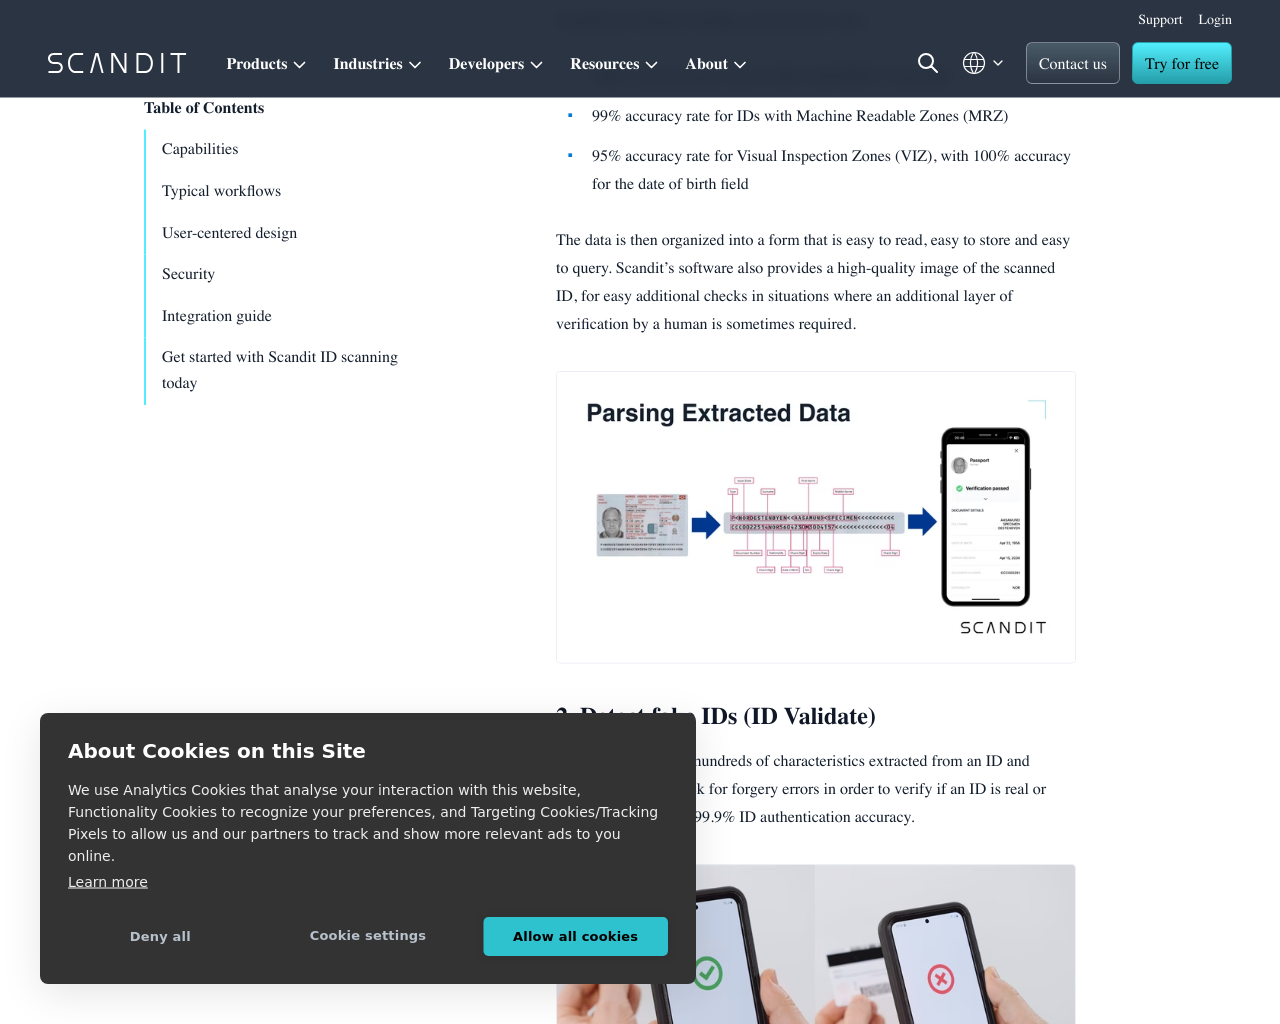 Support Login
SCANDIT Products Industries Developers Resources About Contact us Try for free
Table of Contents
Capabilities
Typical workflows
User-centered design
Security
Integration guide
Get started with Scandit ID scanning
today
99% accuracy rate for IDs with Machine Readable Zones (MRZ)
95% accuracy rate for Visual Inspection Zones (VIZ), with 100% accuracy
for the date of birth field
The data is then organized into a form that is easy to read, easy to store and easy
to query. Scandit’s software also provides a high-quality image of the scanned
ID, for easy additional checks in situations where an additional layer of
verification by a human is sometimes required.
Parsing Extracted Data
Passport
Verification passed
SCANDIT
IDs (ID Validate)
hundreds of characteristics extracted from an ID and
for forgery errors in order to verify if an ID is real or
99.9% ID authentication accuracy.
About Cookies on this Site
We use Analytics Cookies that analyse your interaction with this website,
Functionality Cookies to recognize your preferences, and Targeting Cookies/Tracking
Pixels to allow us and our partners to track and show more relevant ads to you
online.
Learn more
Deny all Cookie settings Allow all cookies